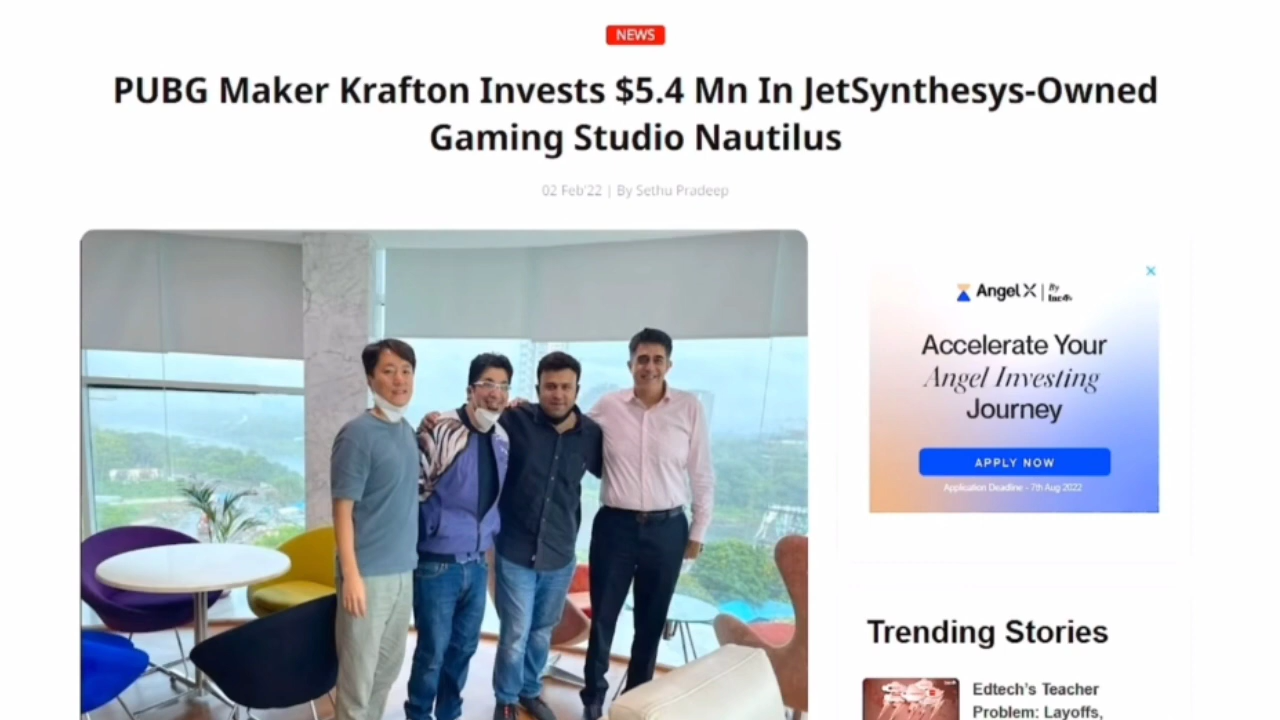 NEWS
PUBG Maker Krafton Invests $5.4 Mn In JetSynthesys-Owned
Gaming Studio Nautilus
02 Feb'22 | By Sethu Pradeep
Angel X | By
Inc42
Accelerate Your
Angel Investing
Journey
APPLY NOW
Application Deadline - 7th Aug 2022
Trending Stories
Edtech's Teacher
Problem: Layoffs,